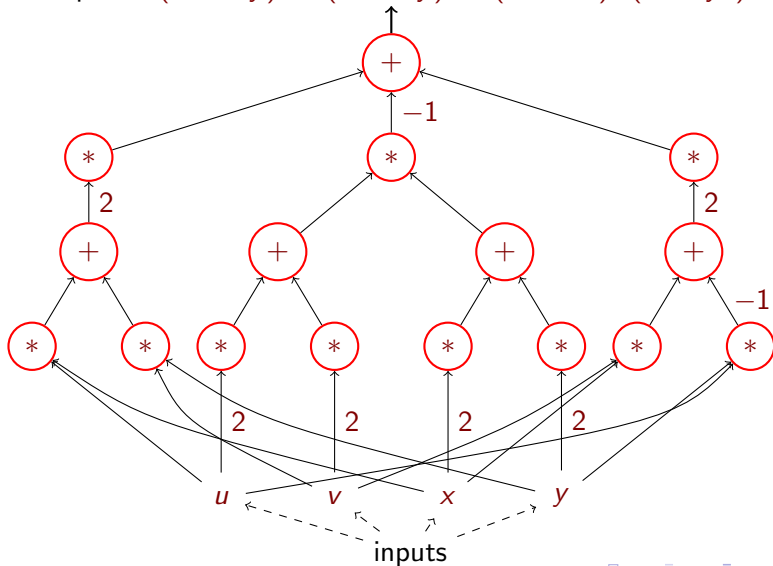 +
−1
* * *
2 2
+ + + +
−1
* * * * * * * *
2 2 2 2
u v x y
inputs